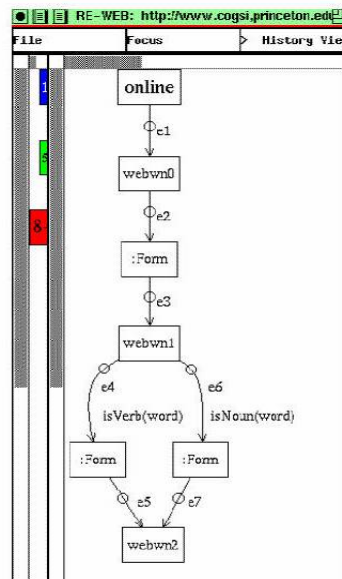 RE-WEB: http://www.cogsi.princeton.edu
File Focus > History Vie
1
online
e1
5
webwn0
e2
8
:Form
e3
webwn1
e4 e6
isVerb(word) isNoun(word)
:Form :Form
e5 e7
webwn2